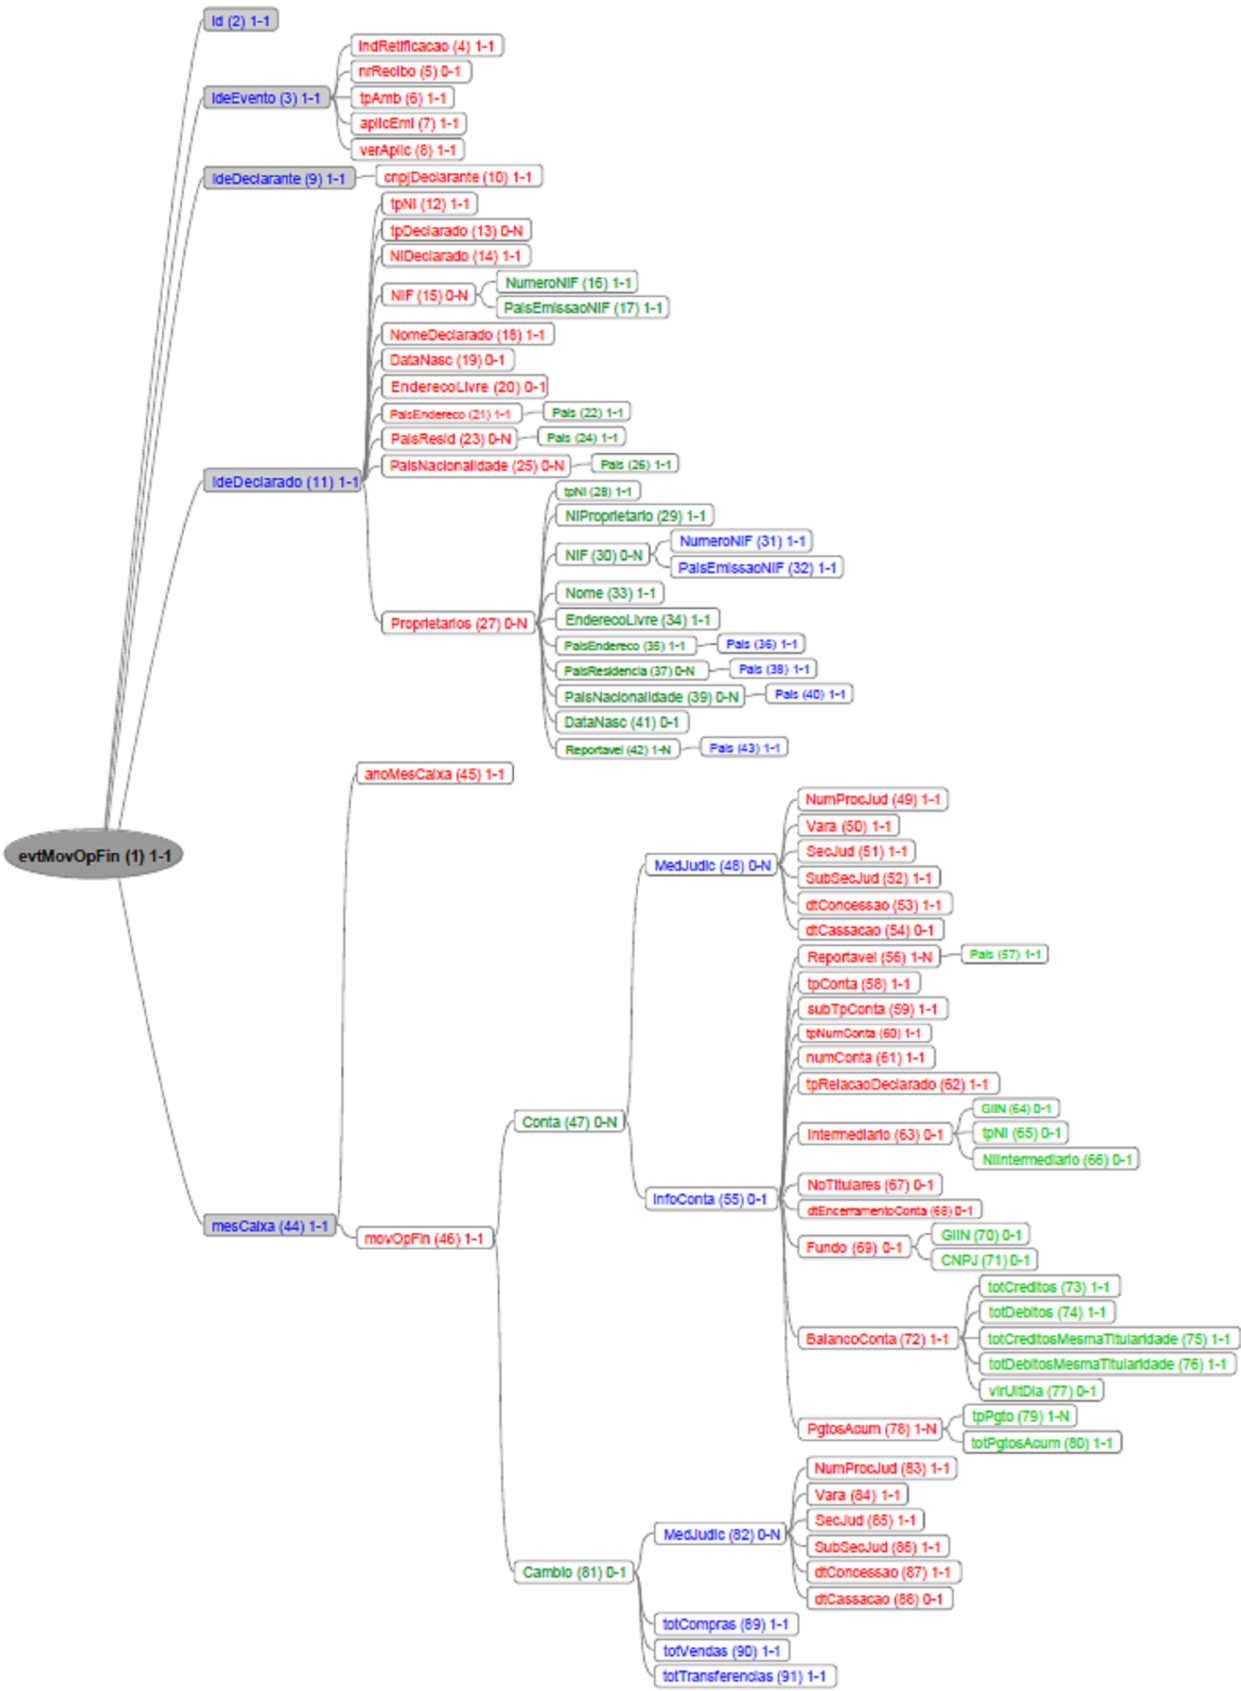 Id (2) 1-1
IdeEvento (3) 1-1
IndRetificacao (4) 1-1
nrRecibo (5) 0-1
tpAmb (6) 1-1
aplicEmi (7) 1-1
verAplic (8) 1-1
IdeDeclarante (9) 1-1
cnpjDeclarante (10) 1-1
IdeDeclarado (11) 1-1
tpNI (12) 1-1
tpDeclarado (13) 0-N
NIDeclarado (14) 1-1
NIF (15) 0-N
NumeroNIF (16) 1-1
PaisEmissaoNIF (17) 1-1
NomeDeclarado (18) 1-1
DataNasc (19) 0-1
EnderecoLivre (20) 0-1
PaisEndereco (21) 1-1
Pais (22) 1-1
PaisResid (23) 0-N
Pais (24) 1-1
PaisNacionalidade (25) 0-N
Pais (26) 1-1
Proprietarios (27) 0-N
tpNI (28) 1-1
NIProprietario (29) 1-1
NIF (30) 0-N
NumeroNIF (31) 1-1
PaisEmissaoNIF (32) 1-1
Nome (33) 1-1
EnderecoLivre (34) 1-1
PaisEndereco (35) 1-1
Pais (36) 1-1
PaisResidencia (37) 0-N
Pais (38) 1-1
PaisNacionalidade (39) 0-N
Pais (40) 1-1
DataNasc (41) 0-1
Reportavel (42) 1-N
Pais (43) 1-1
evtMovOpFin (1) 1-1
mesCaixa (44) 1-1
anoMesCaixa (45) 1-1
movOpFin (46) 1-1
Conta (47) 0-N
MedJudic (48) 0-N
NumProcJud (49) 1-1
Vara (50) 1-1
SecJud (51) 1-1
SubSecJud (52) 1-1
dtConcessao (53) 1-1
dtCassacao (54) 0-1
InfoConta (55) 0-1
Reportavel (56) 1-N
Pais (57) 1-1
tpConta (58) 1-1
subTpConta (59) 1-1
tpNumConta (60) 1-1
numConta (61) 1-1
tpRelacaoDeclarado (62) 1-1
Intermediario (63) 0-1
GIIN (64) 0-1
tpNI (65) 0-1
NIIntermediario (66) 0-1
NoTitulares (67) 0-1
dtEncerramentoConta (68) 0-1
Fundo (69) 0-1
GIIN (70) 0-1
CNPJ (71) 0-1
BalancoConta (72) 1-1
totCreditos (73) 1-1
totDebitos (74) 1-1
totCreditosMesmaTitularidade (75) 1-1
totDebitosMesmaTitularidade (76) 1-1
vlrUltDia (77) 0-1
PgtosAcum (78) 1-N
tpPgto (79) 1-N
totPgtosAcum (80) 1-1
Cambio (81) 0-1
MedJudic (82) 0-N
NumProcJud (83) 1-1
Vara (84) 1-1
SecJud (85) 1-1
SubSecJud (86) 1-1
dtConcessao (87) 1-1
dtCassacao (88) 0-1
totCompras (89) 1-1
totVendas (90) 1-1
totTransferencias (91) 1-1